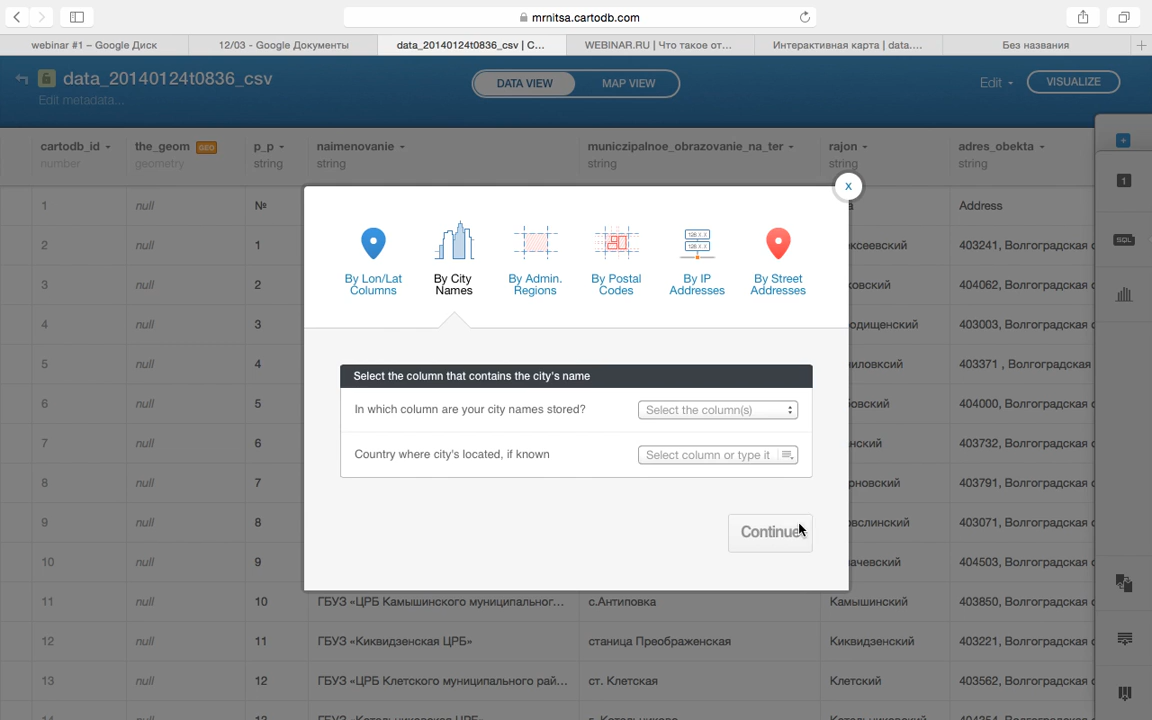 mrnitsa.cartodb.com
webinar #1 – Google Диск
12/03 - Google Документы
data_20140124t0836_csv | C...
WEBINAR.RU | Что такое от...
Интерактивная карта | data....
Без названия
data_20140124t0836_csv
Edit metadata...
DATA VIEW
MAP VIEW
Edit
VISUALIZE
cartodb_id the_geom GEO p_p naimenovanie municzipalnoe_obrazovanie_na_ter rajon adres_obekta
number geometry string string string string string
1 null № Address
2 null 1 403241, Волгоградская о
3 null 2 404062, Волгоградская о
4 null 3 403003, Волгоградская о
5 null 4 403371 , Волгоградская
6 null 5 404000, Волгоградская о
7 null 6 403732, Волгоградская о
8 null 7 403791, Волгоградская о
9 null 8 403071, Волгоградская о
10 null 9 404503, Волгоградская о
11 null 10 ГБУЗ «ЦРБ Камышинского муниципальног... с.Антиповка Камышинский 403850, Волгоградская о
12 null 11 ГБУЗ «Киквидзенская ЦРБ» станица Преображенская Киквидзенский 403221, Волгоградская о
13 null 12 ГБУЗ «ЦРБ Клетского муниципального рай... ст. Клетская Клетский 403562, Волгоградская о
X
By Lon/Lat
Columns
By City
Names
By Admin.
Regions
By Postal
Codes
By IP
Addresses
By Street
Addresses
Select the column that contains the city's name
In which column are your city names stored? Select the column(s)
Country where city's located, if known Select column or type it
Continue
1
SQL